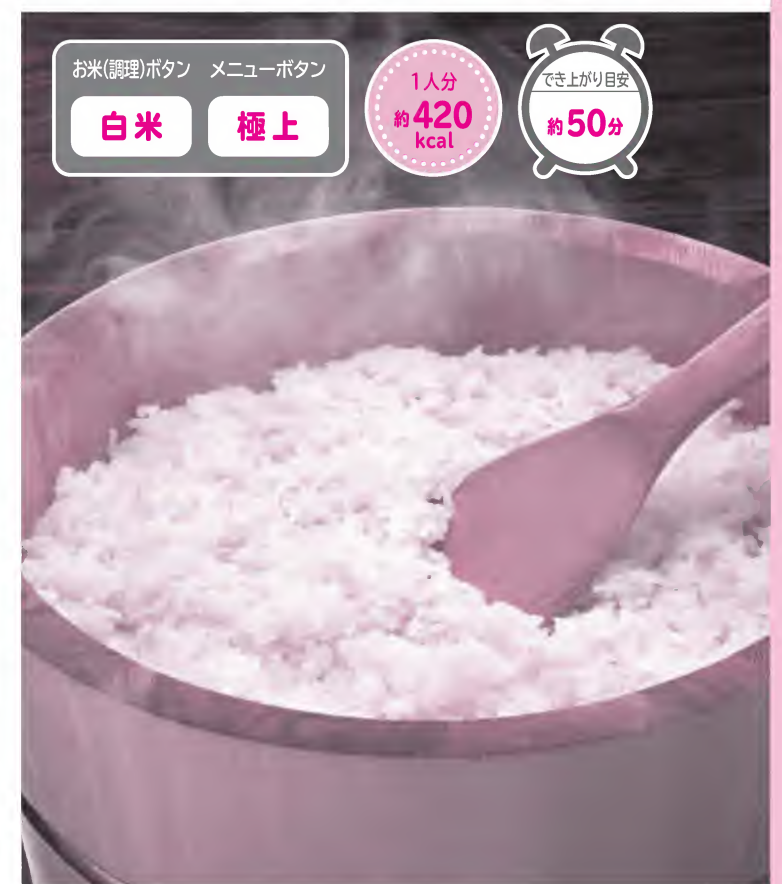 お米(調理)ボタン メニューボタン
白米 極上
1人分
約420
kcal
でき上がり目安
約50分